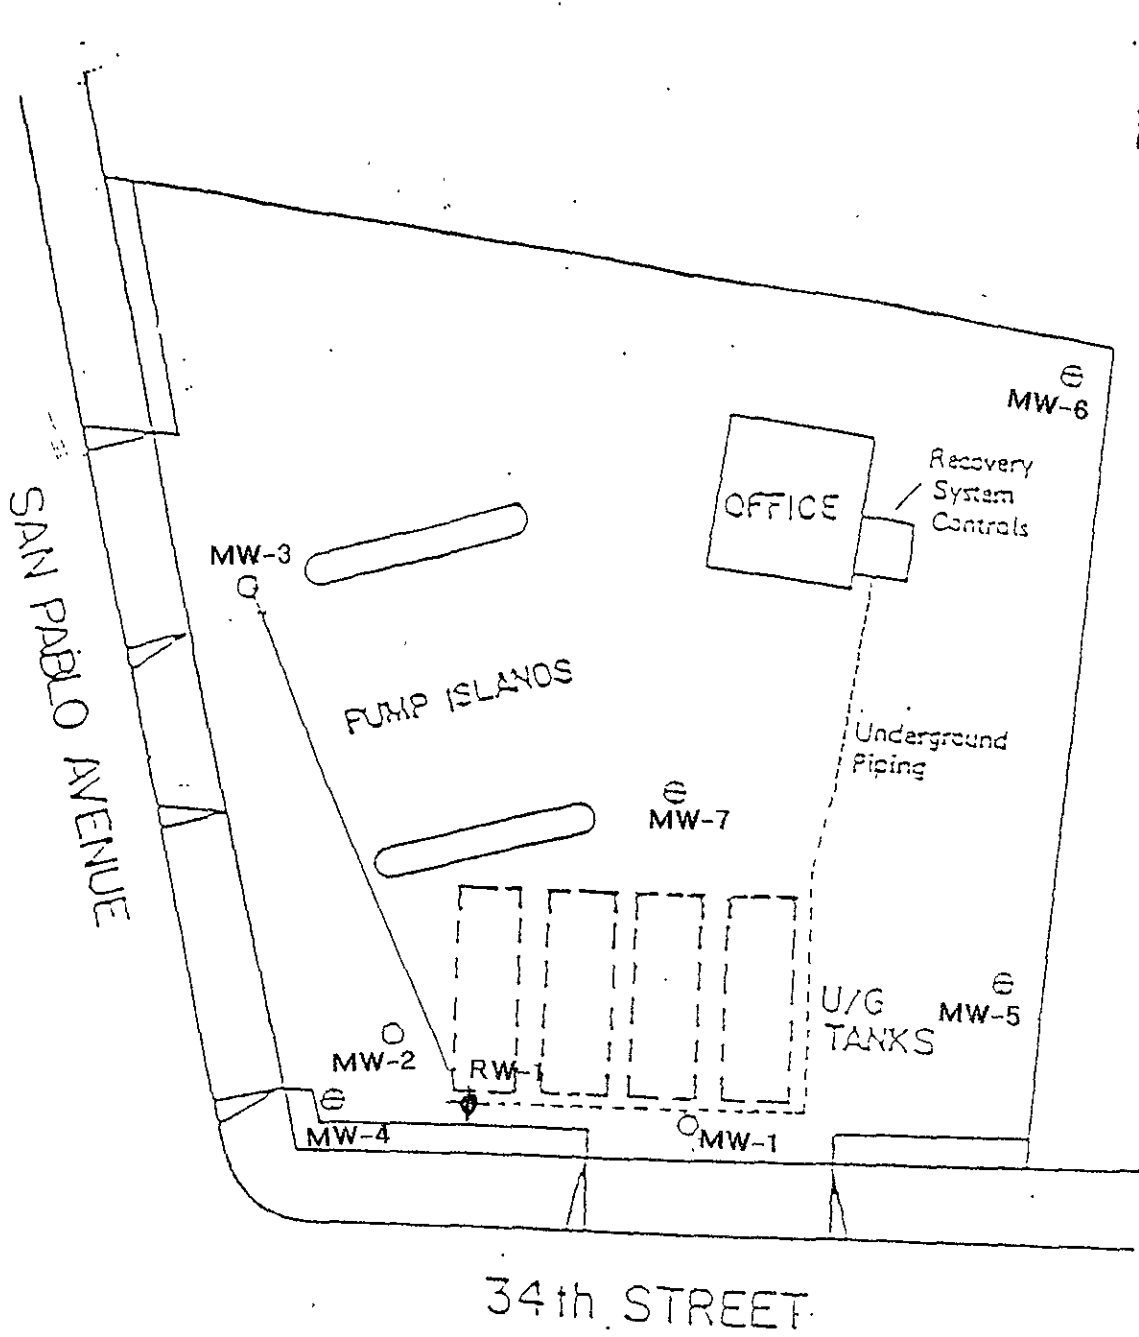 MW-6
Recovery
System
Controls
OFFICE
MW-3
SAN PABLO AVENUE
PUMP ISLANDS
Underground
Piping
MW-7
U/G
TANKS
MW-5
MW-2
RW-1
MW-4
MW-1
34th STREET